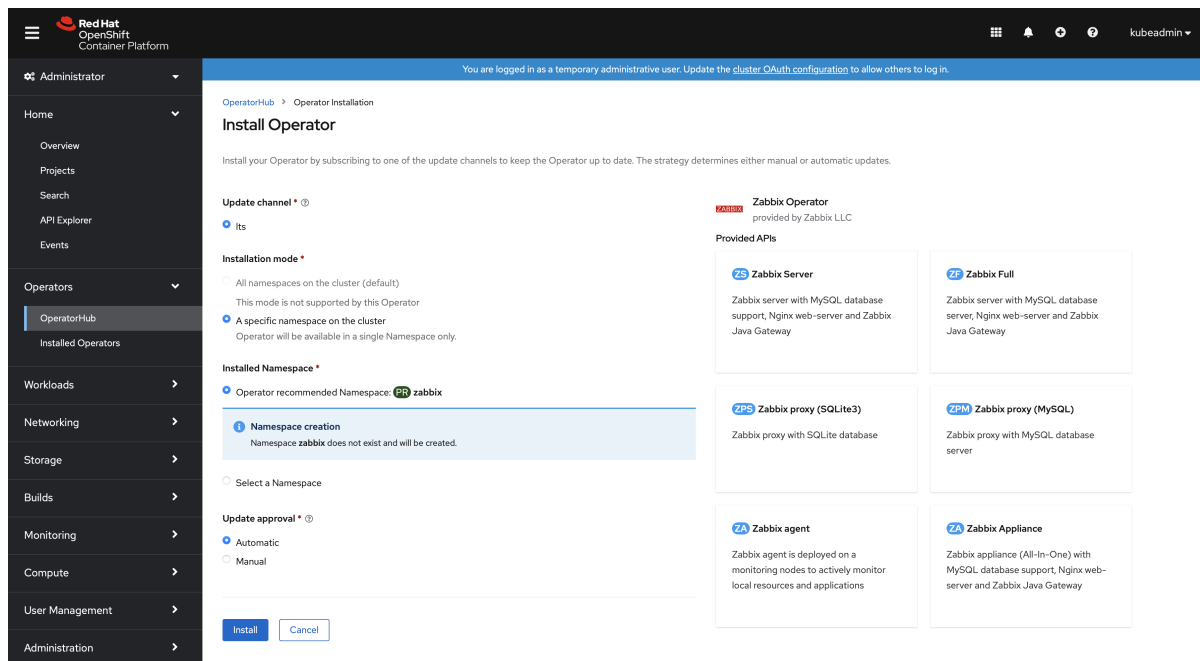 Red Hat
OpenShift
Container Platform
kubeadmin
Administrator
You are logged in as a temporary administrative user. Update the cluster OAuth configuration to allow others to log in.
Home
Overview
Projects
Search
API Explorer
Events
Operators
OperatorHub
Installed Operators
Workloads
Networking
Storage
Builds
Monitoring
Compute
User Management
Administration
OperatorHub > Operator Installation
Install Operator
Install your Operator by subscribing to one of the update channels to keep the Operator up to date. The strategy determines either manual or automatic updates.
Update channel *
lts
Installation mode *
All namespaces on the cluster (default)
This mode is not supported by this Operator
A specific namespace on the cluster
Operator will be available in a single Namespace only.
Installed Namespace *
Operator recommended Namespace: PR zabbix
Namespace creation
Namespace zabbix does not exist and will be created.
Select a Namespace
Update approval *
Automatic
Manual
Install Cancel
ZABBIX
Zabbix Operator
provided by Zabbix LLC
Provided APIs
ZS Zabbix Server
Zabbix server with MySQL database
support, Nginx web-server and Zabbix
Java Gateway
ZF Zabbix Full
Zabbix server with MySQL database
server, Nginx web-server and Zabbix
Java Gateway
ZPS Zabbix proxy (SQLite3)
Zabbix proxy with SQLite database
ZPM Zabbix proxy (MySQL)
Zabbix proxy with MySQL database
server
ZA Zabbix agent
Zabbix agent is deployed on a
monitoring nodes to actively monitor
local resources and applications
ZA Zabbix Appliance
Zabbix appliance (All-In-One) with
MySQL database support, Nginx web-
server and Zabbix Java Gateway